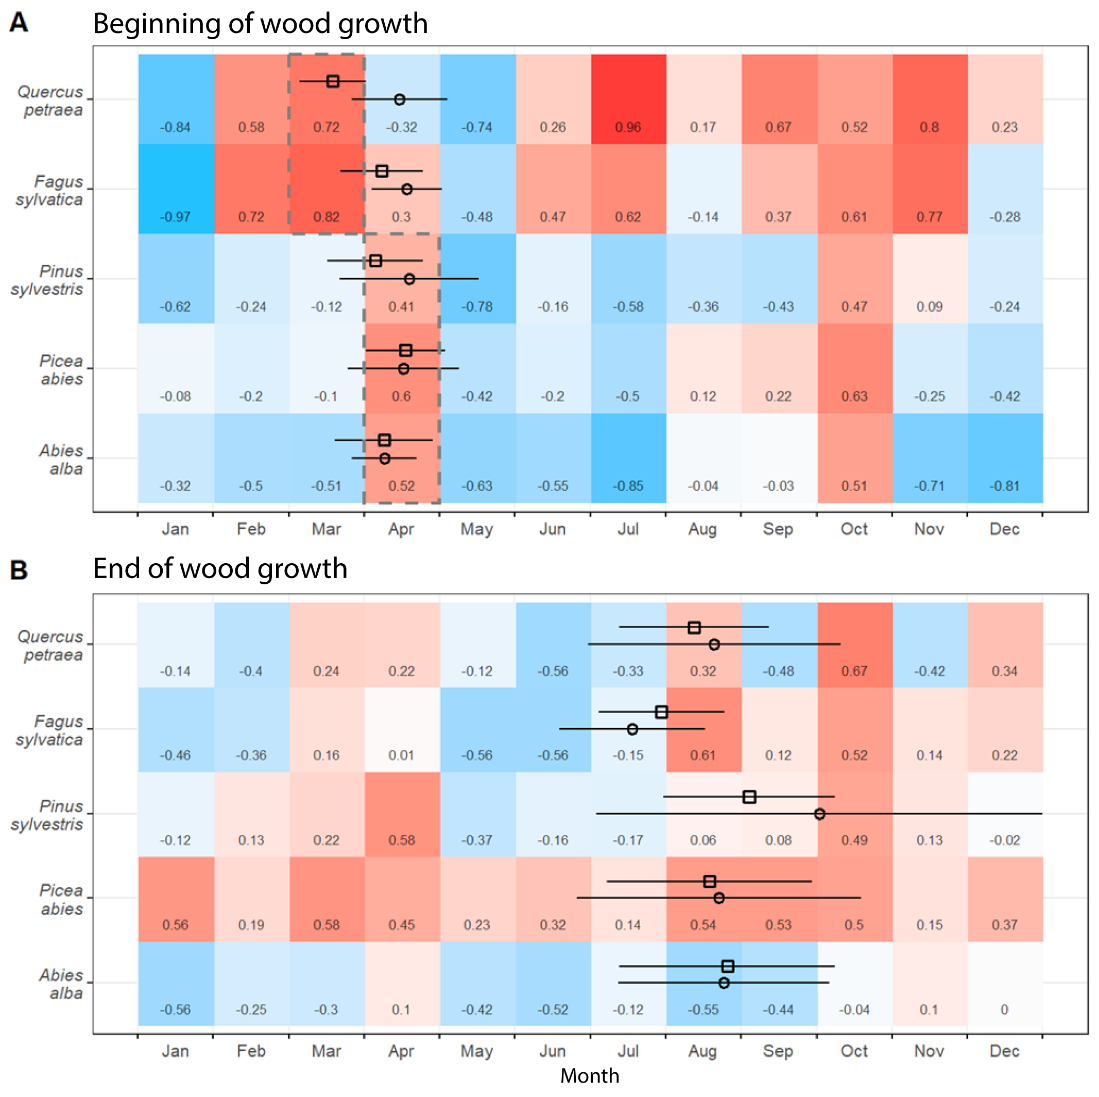 A Beginning of wood growth
Quercus
petraea
-0.84 0.58 0.72 -0.32 -0.74 0.26 0.96 0.17 0.67 0.52 0.8 0.23
Fagus
sylvatica
-0.97 0.72 0.82 0.3 -0.48 0.47 0.62 -0.14 0.37 0.61 0.77 -0.28
Pinus
sylvestris
-0.62 -0.24 -0.12 0.41 -0.78 -0.16 -0.58 -0.36 -0.43 0.47 0.09 -0.24
Picea
abies
-0.08 -0.2 -0.1 0.6 -0.42 -0.2 -0.5 0.12 0.22 0.63 -0.25 -0.42
Abies
alba
-0.32 -0.5 -0.51 0.52 -0.63 -0.55 -0.85 -0.04 -0.03 0.51 -0.71 -0.81
Jan Feb Mar Apr May Jun Jul Aug Sep Oct Nov Dec
B End of wood growth
Quercus
petraea
-0.14 -0.4 0.24 0.22 -0.12 -0.56 -0.33 0.32 -0.48 0.67 -0.42 0.34
Fagus
sylvatica
-0.46 -0.36 0.16 0.01 -0.56 -0.56 -0.15 0.61 0.12 0.52 0.14 0.22
Pinus
sylvestris
-0.12 0.13 0.22 0.58 -0.37 -0.16 -0.17 0.06 0.08 0.49 0.13 -0.02
Picea
abies
0.56 0.19 0.58 0.45 0.23 0.32 0.14 0.54 0.53 0.5 0.15 0.37
Abies
alba
-0.56 -0.25 -0.3 0.1 -0.42 -0.52 -0.12 -0.55 -0.44 -0.04 0.1 0
Jan Feb Mar Apr May Jun Jul Aug Sep Oct Nov Dec
Month